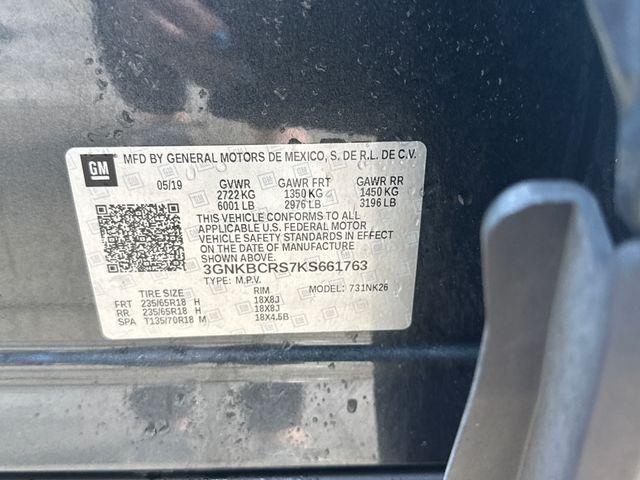 GM
MFD BY GENERAL MOTORS DE MEXICO, S. DE R.L. DE C.V.
05/19 GVWR GAWR FRT GAWR RR
2722 KG 1350 KG 1450 KG
6001 LB 2976 LB 3196 LB
THIS VEHICLE CONFORMS TO ALL
APPLICABLE U.S. FEDERAL MOTOR
VEHICLE SAFETY STANDARDS IN EFFECT
ON THE DATE OF MANUFACTURE
SHOWN ABOVE.
3GNKBCRS7KS661763
TYPE: M.P.V. MODEL: 731NK26
TIRE SIZE RIM
FRT 235/65R18 H 18X8J
RR 235/65R18 H 18X8J
SPA T135/70R18 M 18X4.5B